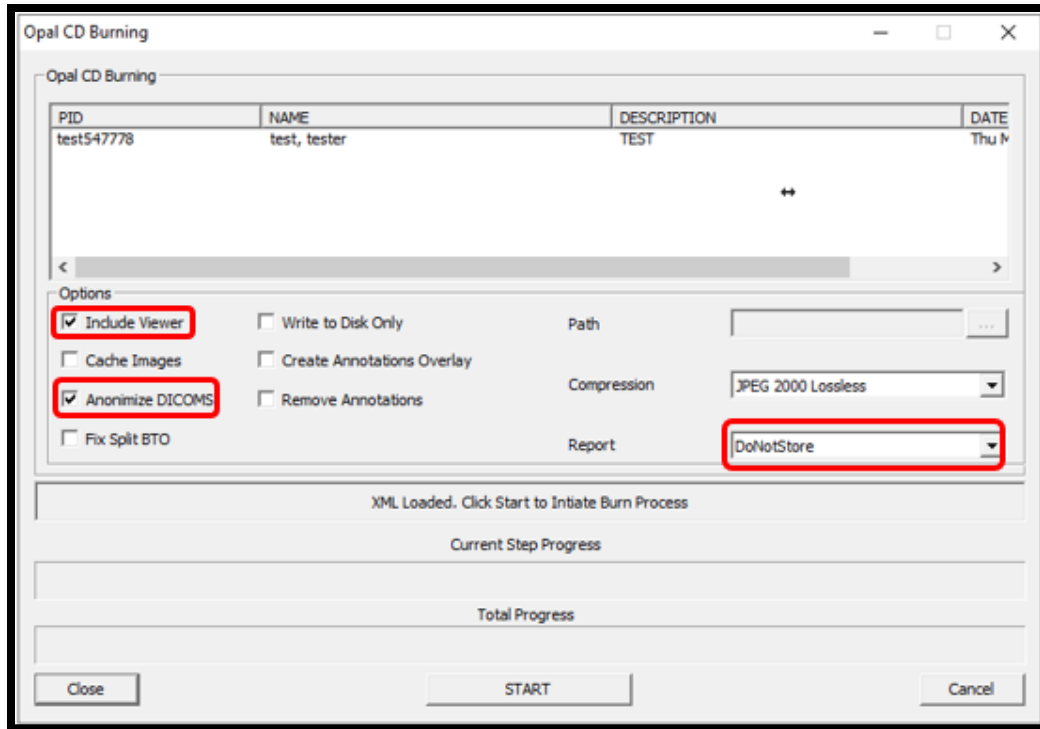 Opal CD Burning
Opal CD Burning
PID NAME DESCRIPTION DATE
test547778 test, tester TEST Thu M
Options
Include Viewer Write to Disk Only Path ...
Cache Images Create Annotations Overlay
Compression JPEG 2000 Lossless
Anonimize DICOMS Remove Annotations
Fix Split BTO Report DoNotStore
XML Loaded. Click Start to Intiate Burn Process
Current Step Progress
Total Progress
Close START Cancel